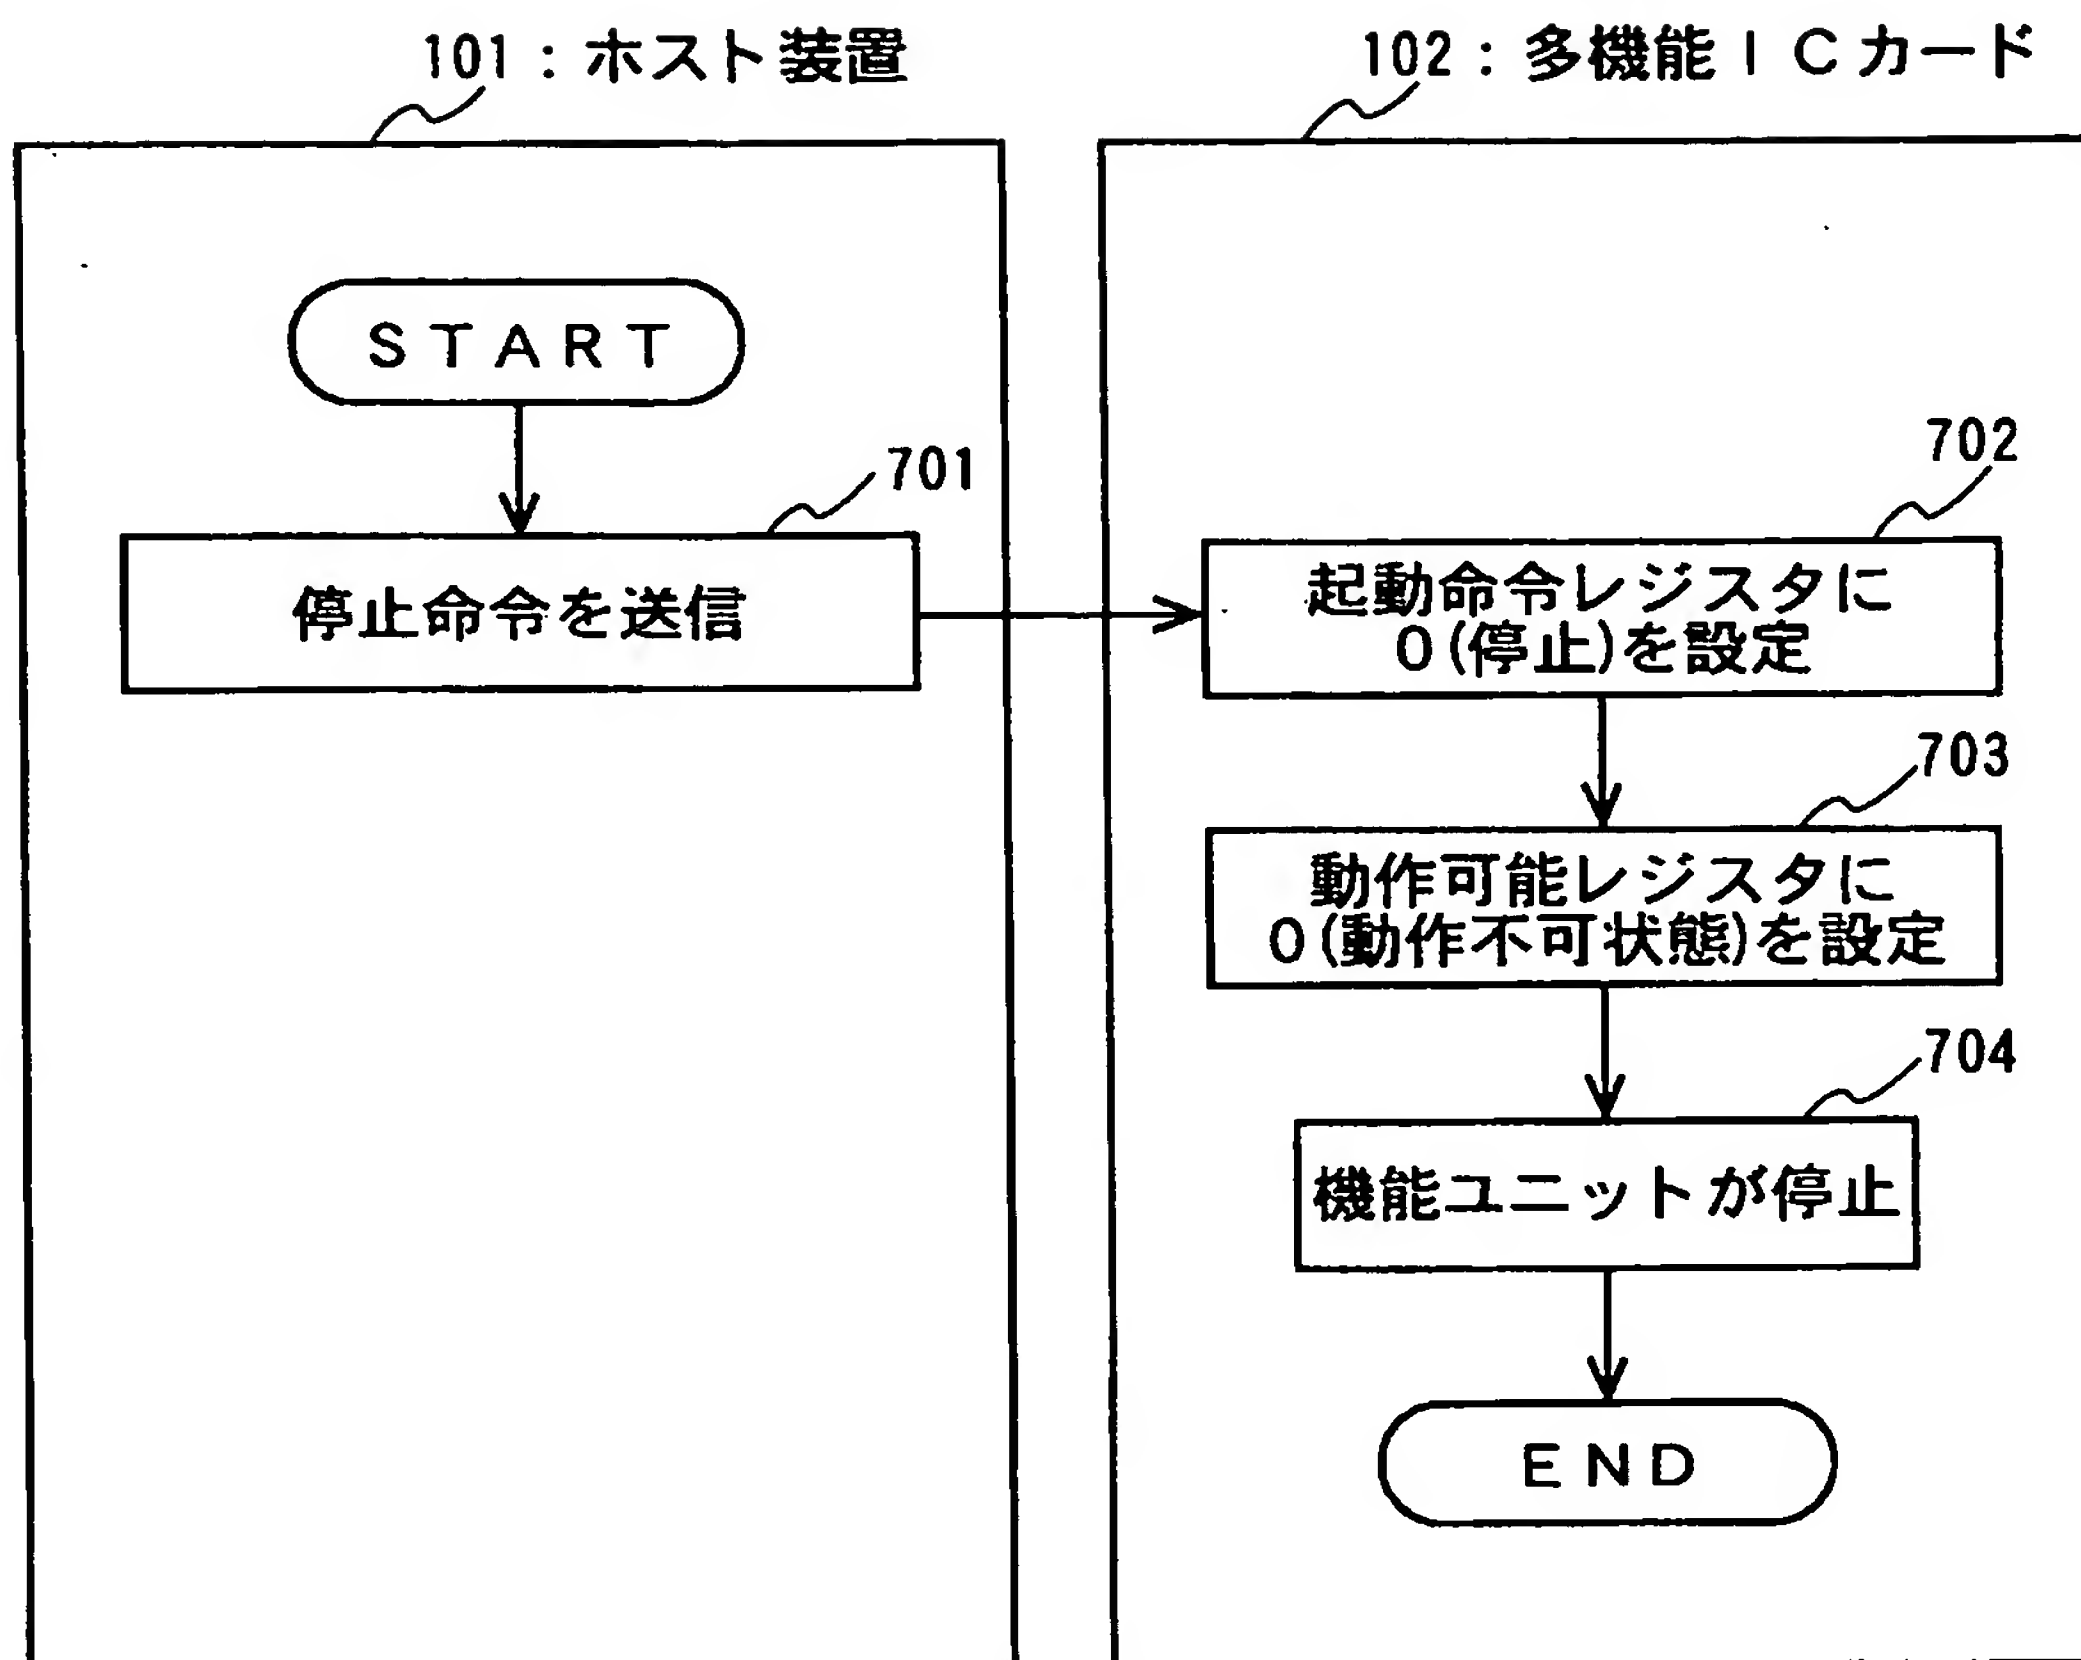 101：ホスト装置
102：多機能ＩＣカード
ＳＴＡＲＴ
701
停止命令を送信
702
起動命令レジスタに
０(停止)を設定
703
動作可能レジスタに
０(動作不可状態)を設定
704
機能ユニットが停止
ＥＮＤ